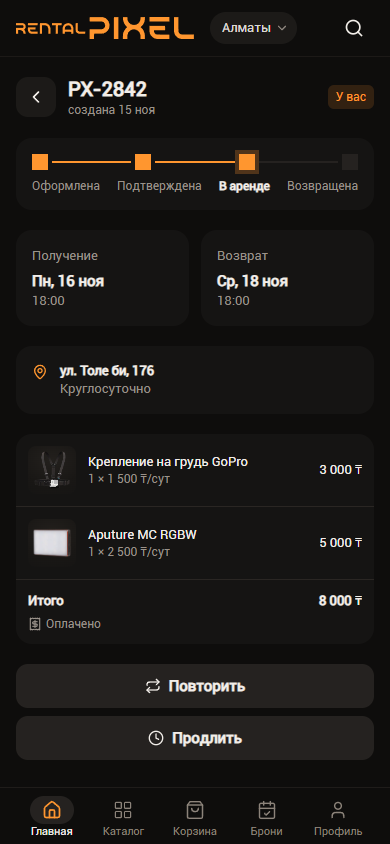 RENTAL PIXEL
Алматы
PX-2842
создана 15 ноя
У вас
Оформлена Подтверждена В аренде Возвращена
Получение
Пн, 16 ноя
18:00
Возврат
Ср, 18 ноя
18:00
ул. Толе би, 176
Круглосуточно
Крепление на грудь GoPro
1 × 1 500 ₸/сут
3 000 ₸
Aputure MC RGBW
1 × 2 500 ₸/сут
5 000 ₸
Итого 8 000 ₸
Оплачено
Повторить
Продлить
Главная Каталог Корзина Брони Профиль